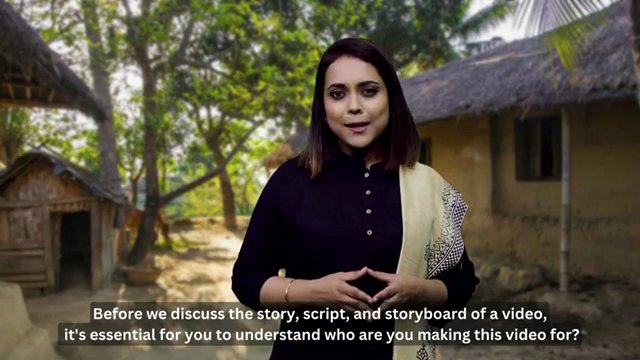 Before we discuss the story, script, and storyboard of a video,
it's essential for you to understand who are you making this video for?